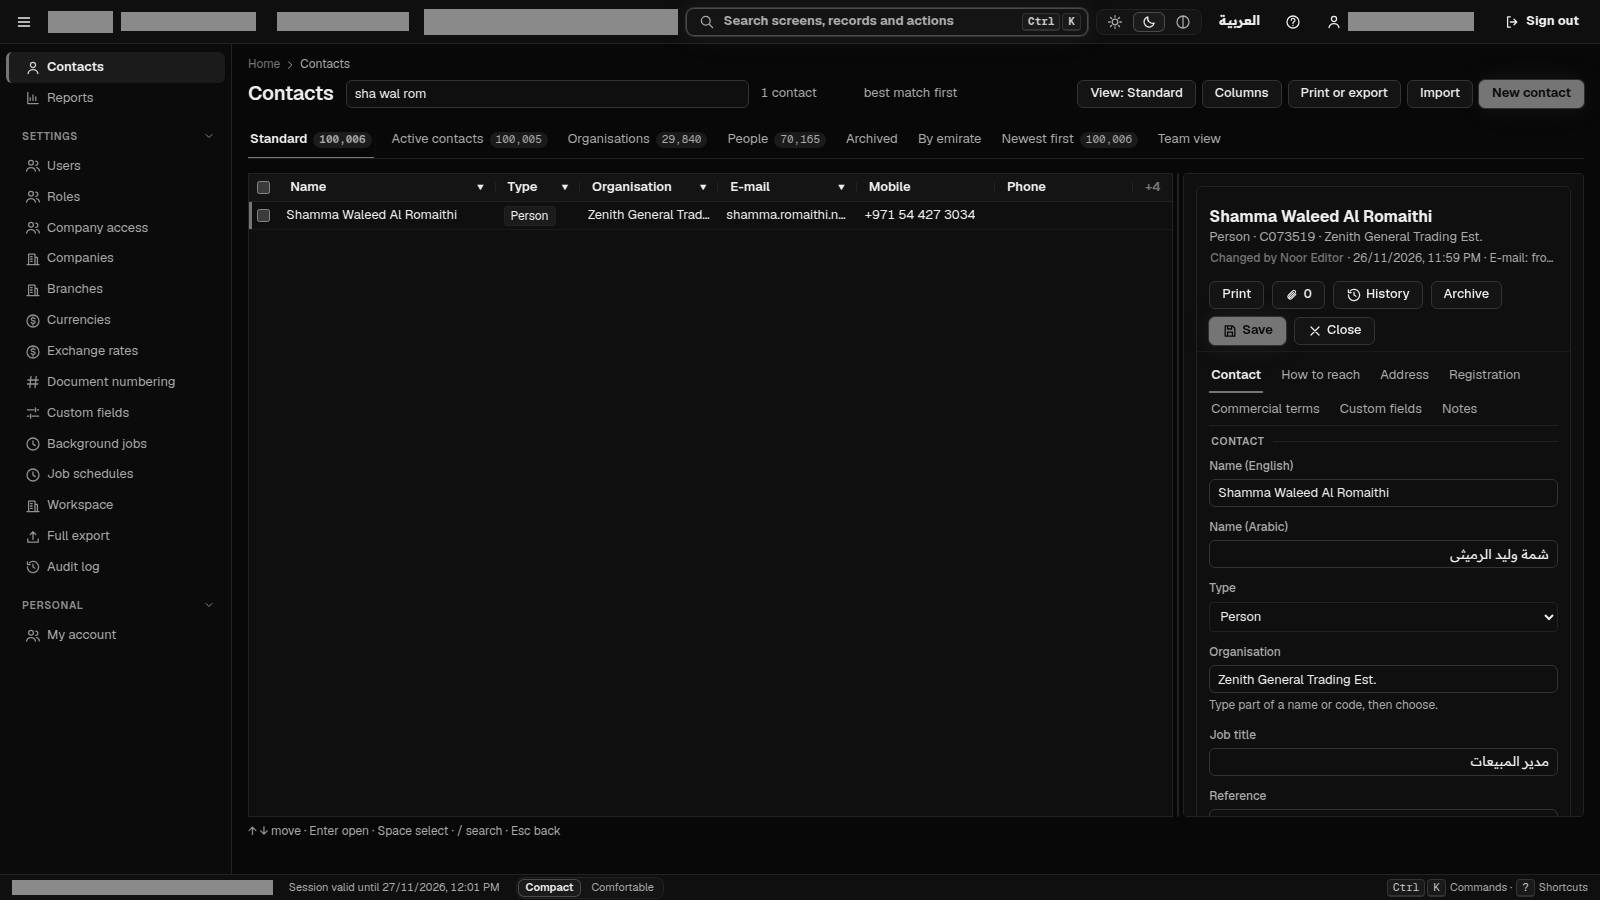 Search screens, records and actions Ctrl K العربية Sign out
Contacts
Reports
SETTINGS
Users
Roles
Company access
Companies
Branches
Currencies
Exchange rates
Document numbering
Custom fields
Background jobs
Job schedules
Workspace
Full export
Audit log
PERSONAL
My account
Home > Contacts
Contacts sha wal rom 1 contact best match first View: Standard Columns Print or export Import New contact
Standard 100,006 Active contacts 100,005 Organisations 29,840 People 70,165 Archived By emirate Newest first 100,006 Team view
Name Type Organisation E-mail Mobile Phone +4
Shamma Waleed Al Romaithi Person Zenith General Trad... shamma.romaithi.n... +971 54 427 3034
↑↓ move · Enter open · Space select · / search · Esc back
Shamma Waleed Al Romaithi
Person · C073519 · Zenith General Trading Est.
Changed by Noor Editor · 26/11/2026, 11:59 PM · E-mail: fro...
Print 0 History Archive
Save Close
Contact How to reach Address Registration
Commercial terms Custom fields Notes
CONTACT
Name (English)
Shamma Waleed Al Romaithi
Name (Arabic)
شمة وليد الرميثي
Type
Person
Organisation
Zenith General Trading Est.
Type part of a name or code, then choose.
Job title
مدير المبيعات
Reference
Session valid until 27/11/2026, 12:01 PM Compact Comfortable Ctrl K Commands · ? Shortcuts